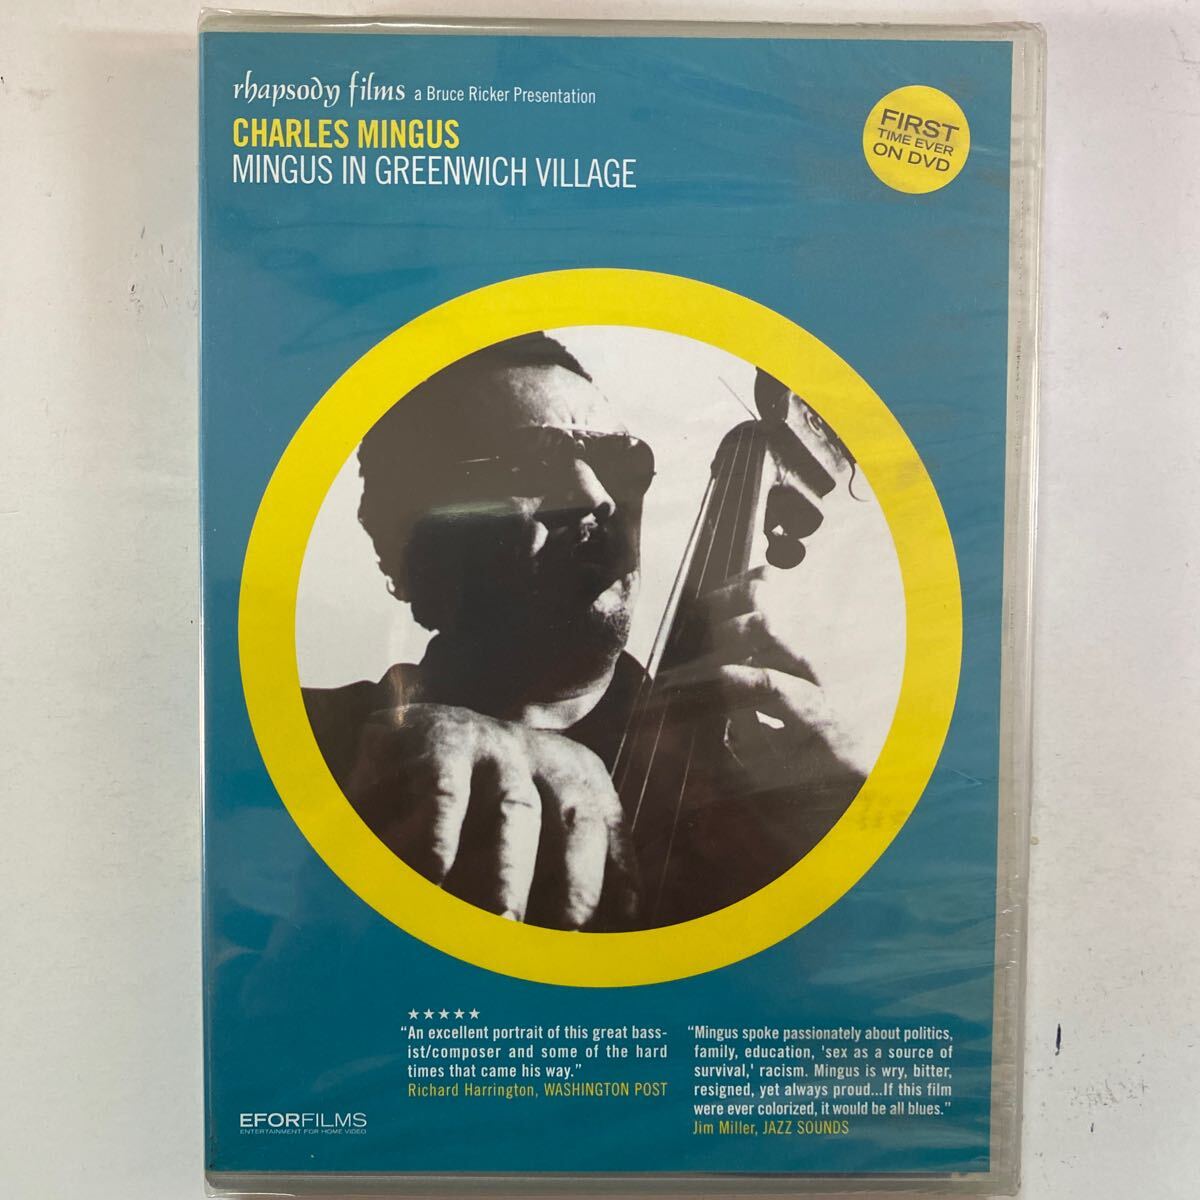 rhapsody films a Bruce Ricker Presentation
CHARLES MINGUS
MINGUS IN GREENWICH VILLAGE
FIRST
TIME EVER
ON DVD
★★★★★
“An excellent portrait of this great bass-
ist/composer and some of the hard
times that came his way.”
Richard Harrington, WASHINGTON POST
“Mingus spoke passionately about politics,
family, education, 'sex as a source of
survival,' racism. Mingus is wry, bitter,
resigned, yet always proud...If this film
were ever colorized, it would be all blues.”
Jim Miller, JAZZ SOUNDS
EFORFILMS
ENTERTAINMENT FOR HOME VIDEO